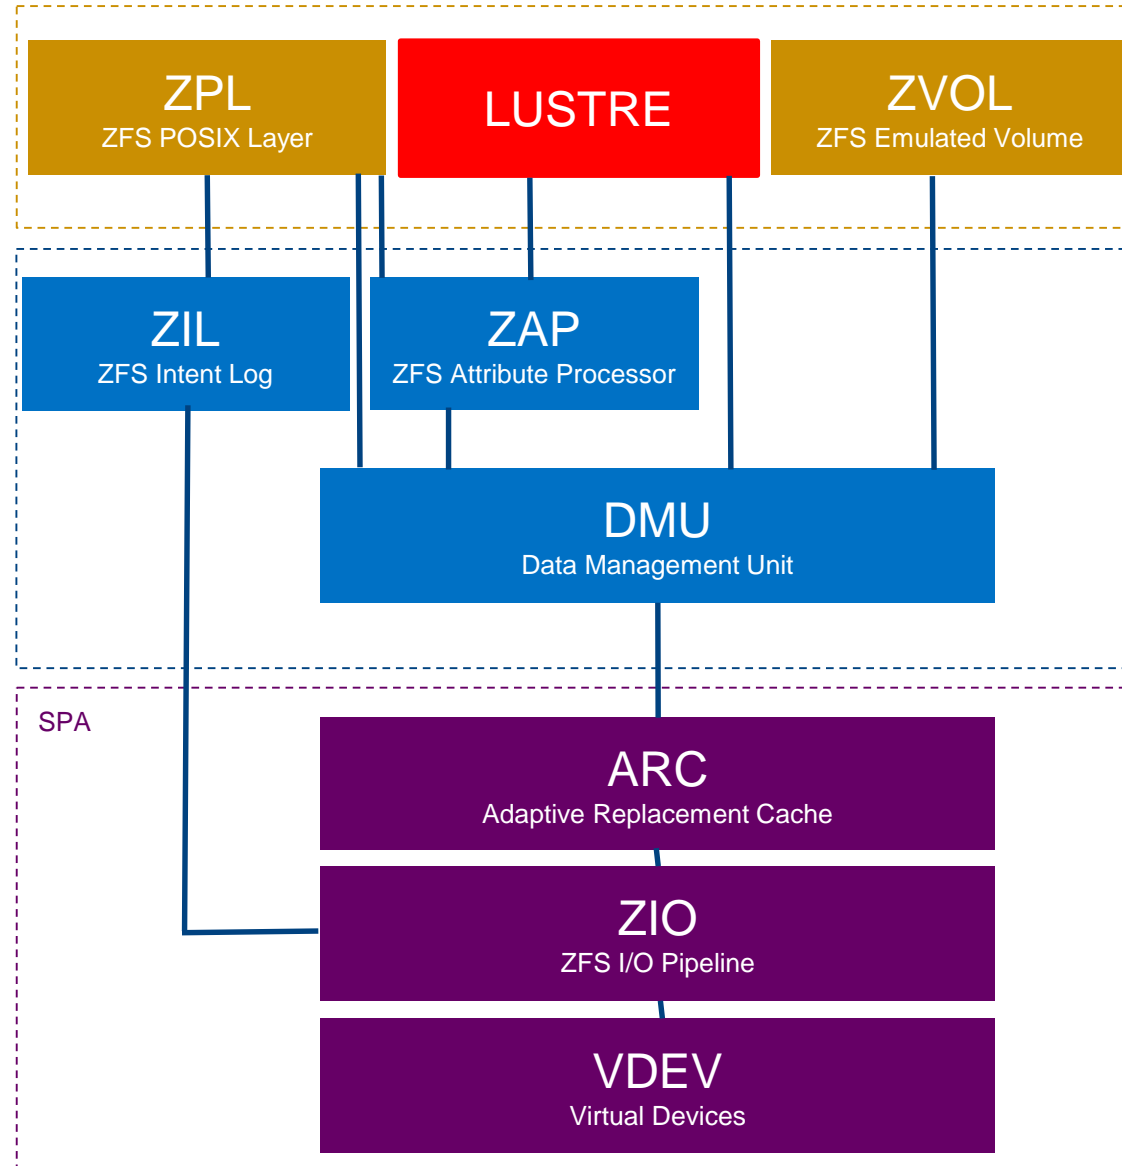 ZPL
ZFS POSIX Layer
LUSTRE
ZVOL
ZFS Emulated Volume
ZIL
ZFS Intent Log
ZAP
ZFS Attribute Processor
DMU
Data Management Unit
SPA
ARC
Adaptive Replacement Cache
ZIO
ZFS I/O Pipeline
VDEV
Virtual Devices